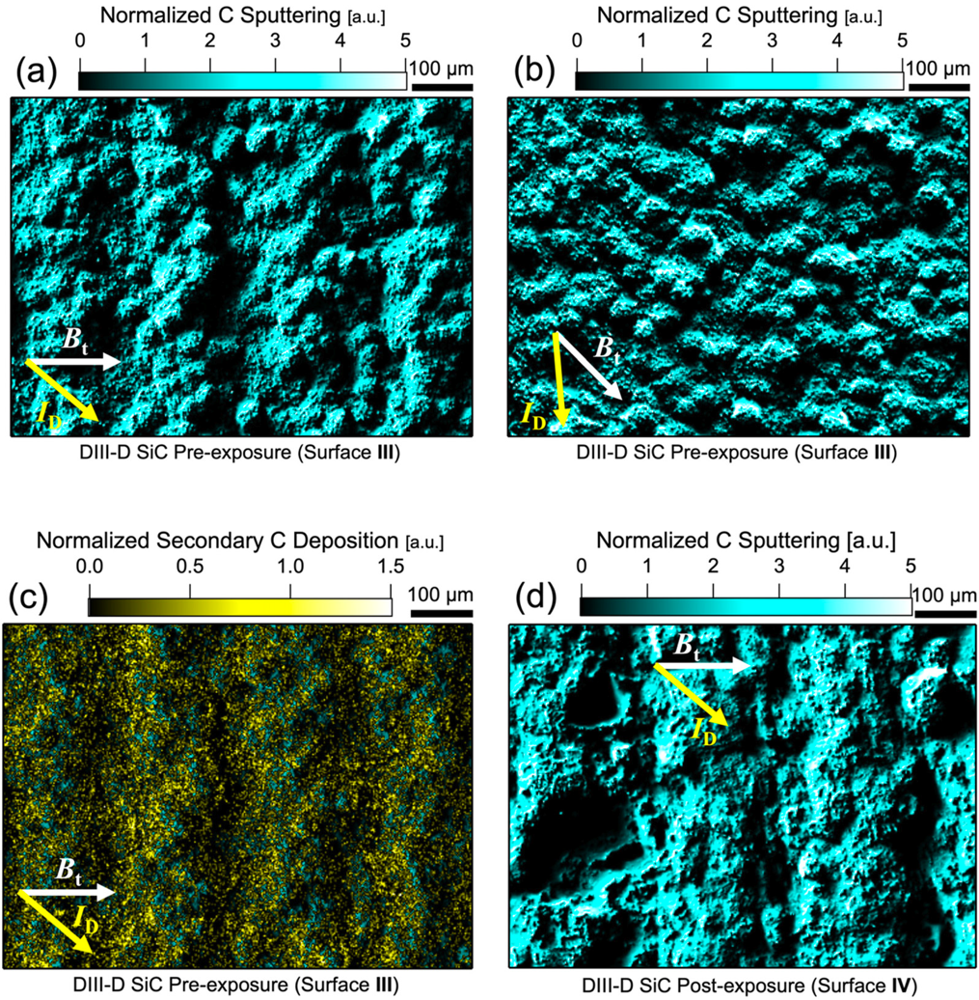 Normalized C Sputtering [a.u.]
0 1 2 3 4 5
(a)
100 µm
Bt
ID
DIII-D SiC Pre-exposure (Surface III)
Normalized C Sputtering [a.u.]
0 1 2 3 4 5
(b)
100 µm
Bt
ID
DIII-D SiC Pre-exposure (Surface III)
Normalized Secondary C Deposition [a.u.]
0.0 0.5 1.0 1.5
(c)
100 µm
Bt
ID
DIII-D SiC Pre-exposure (Surface III)
Normalized C Sputtering [a.u.]
0 1 2 3 4 5
(d)
100 µm
Bt
ID
DIII-D SiC Post-exposure (Surface IV)